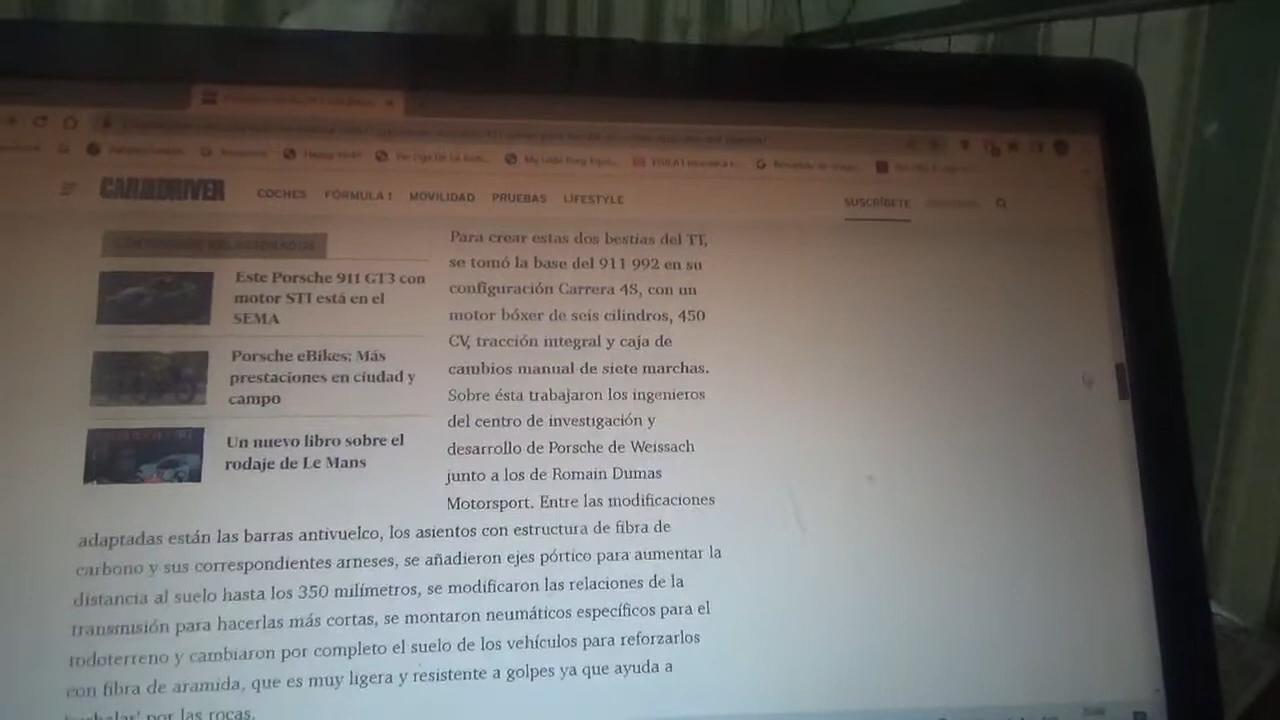 CAR and DRIVER
COCHES
FÓRMULA 1
MOVILIDAD
PRUEBAS
LIFESTYLE
SUSCRÍBETE
Este Porsche 911 GT3 con
motor STI está en el
SEMA
Porsche eBikes: Más
prestaciones en ciudad y
campo
Un nuevo libro sobre el
rodaje de Le Mans
Para crear estas dos bestias del TT,
se tomó la base del 911 992 en su
configuración Carrera 4S, con un
motor bóxer de seis cilindros, 450
CV, tracción integral y caja de
cambios manual de siete marchas.
Sobre ésta trabajaron los ingenieros
del centro de investigación y
desarrollo de Porsche de Weissach
junto a los de Romain Dumas
Motorsport. Entre las modificaciones
adaptadas están las barras antivuelco, los asientos con estructura de fibra de
carbono y sus correspondientes arneses, se añadieron ejes pórtico para aumentar la
distancia al suelo hasta los 350 milímetros, se modificaron las relaciones de la
transmisión para hacerlas más cortas, se montaron neumáticos específicos para el
todoterreno y cambiaron por completo el suelo de los vehículos para reforzarlos
con fibra de aramida, que es muy ligera y resistente a golpes ya que ayuda a
por las rocas.